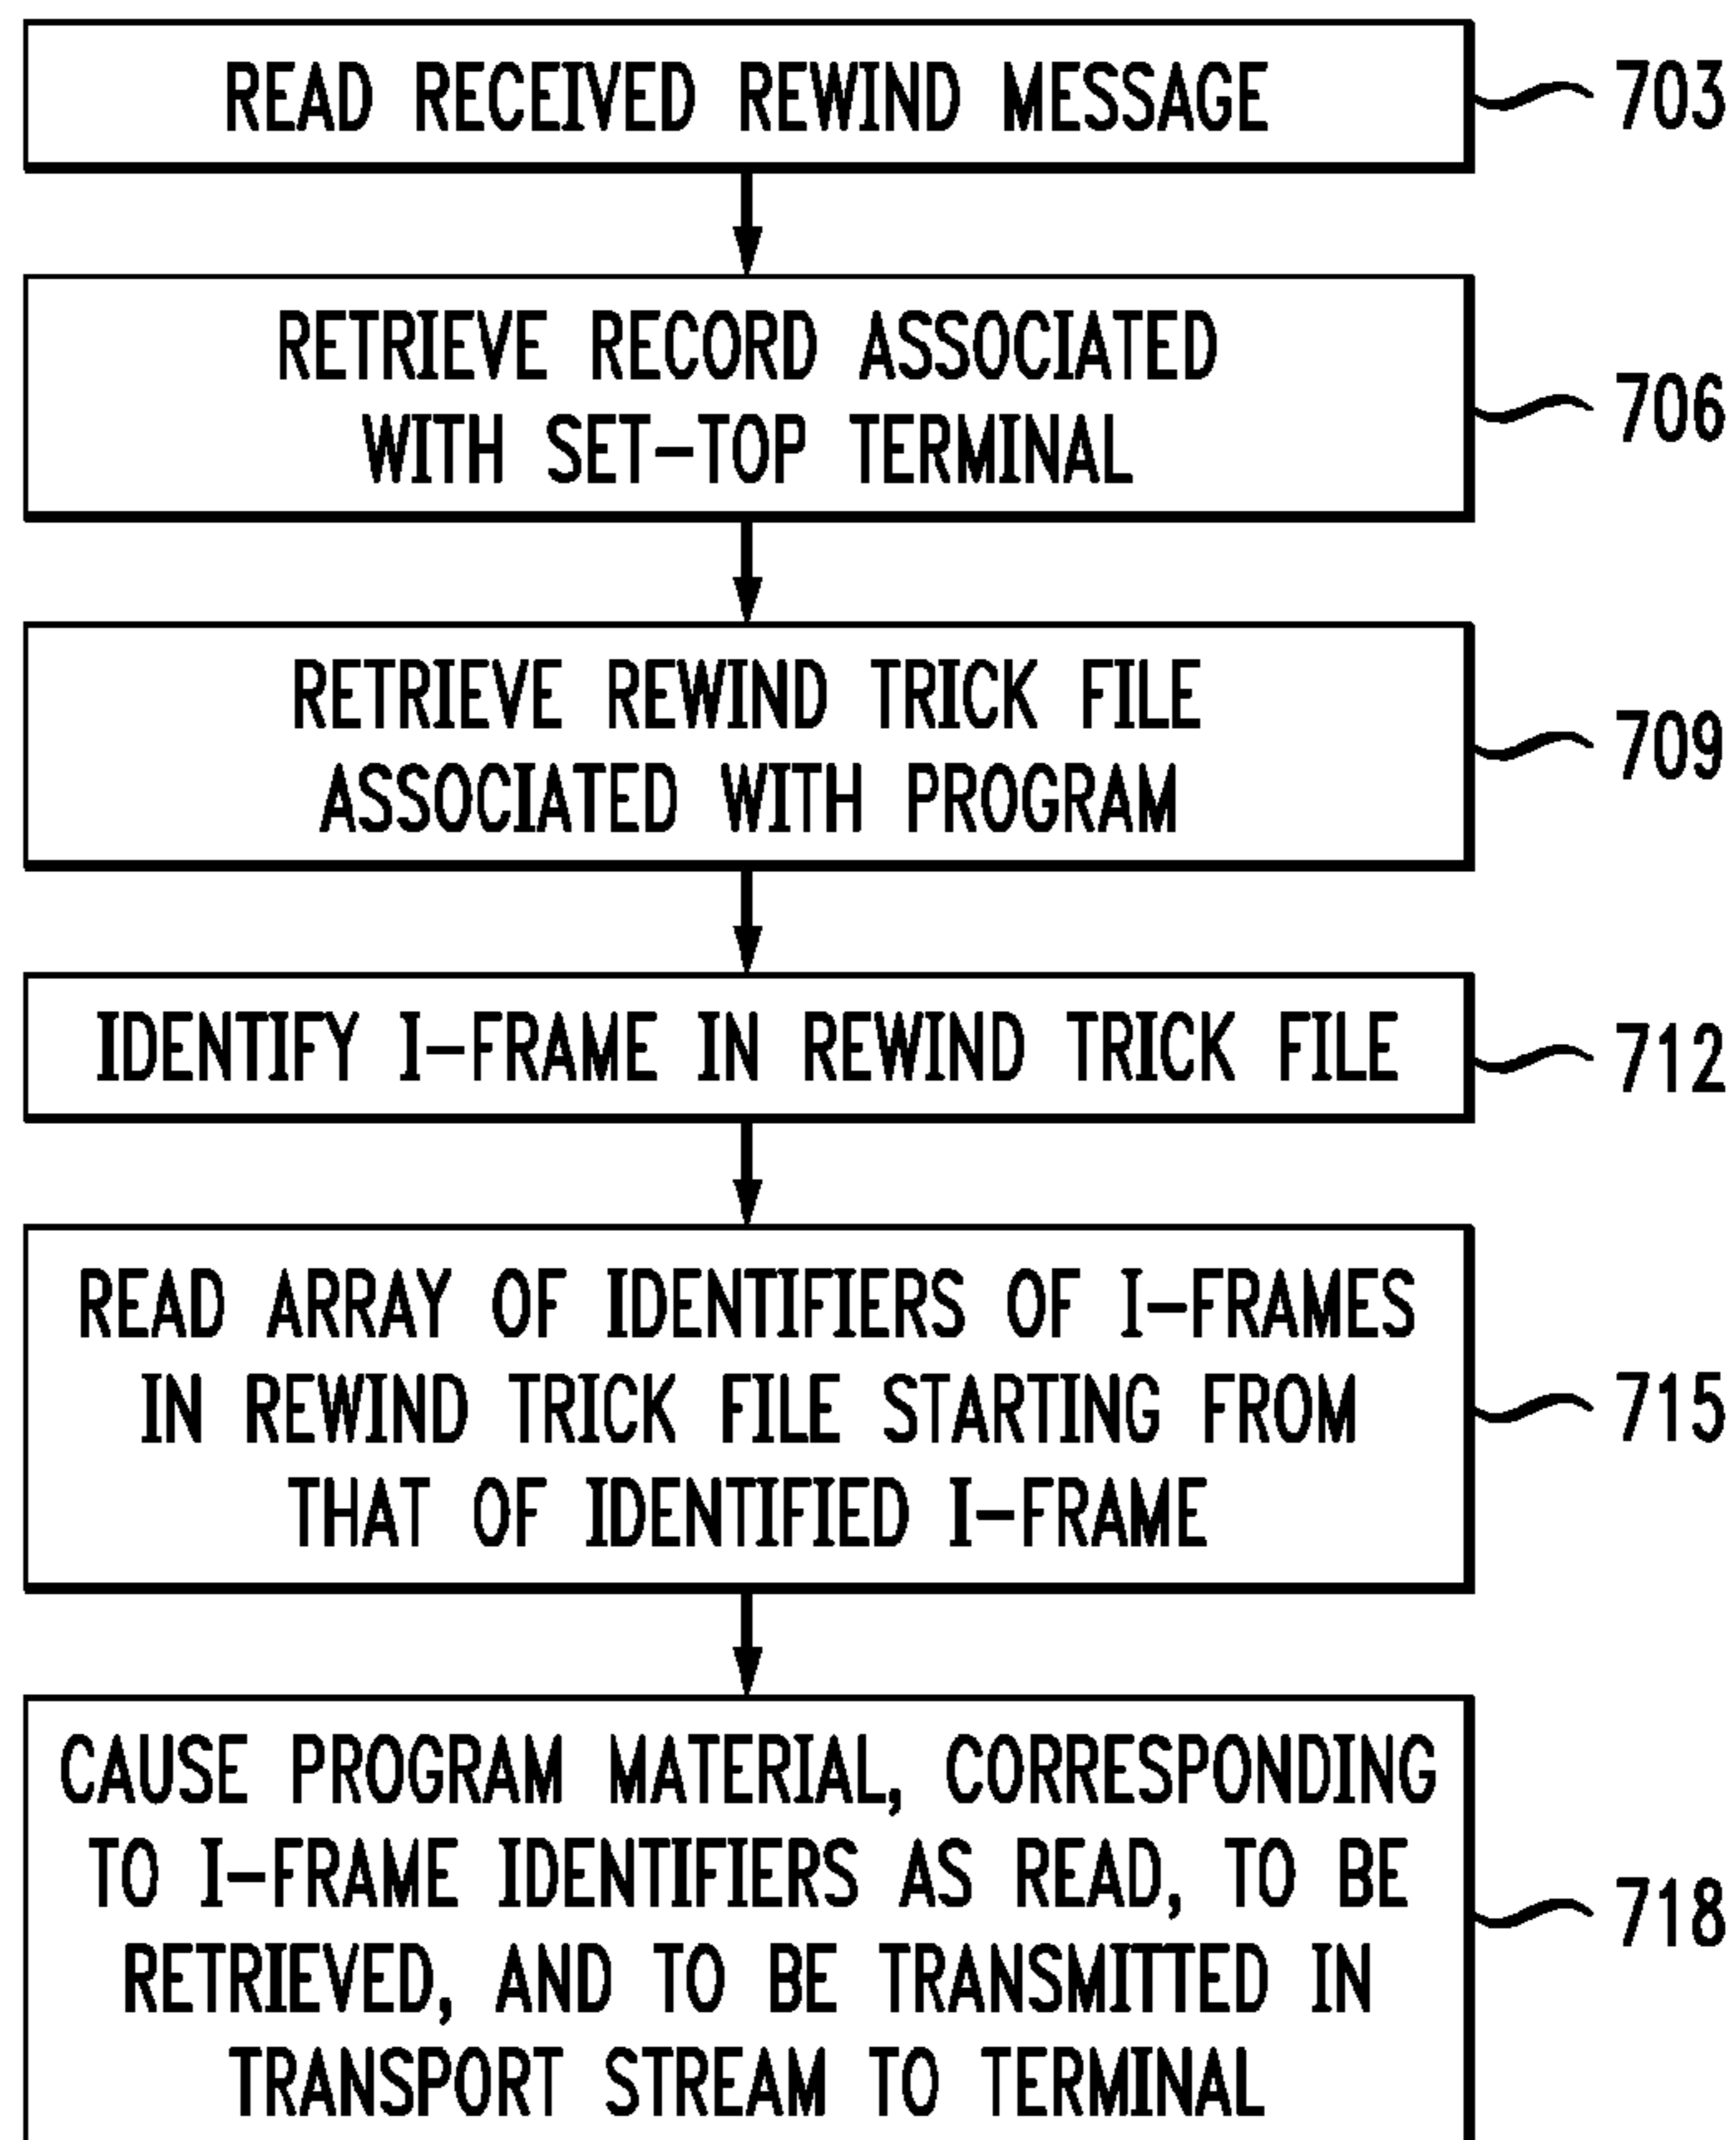 READ RECEIVED REWIND MESSAGE
703
RETRIEVE RECORD ASSOCIATED
WITH SET-TOP TERMINAL
706
RETRIEVE REWIND TRICK FILE
ASSOCIATED WITH PROGRAM
709
IDENTIFY I-FRAME IN REWIND TRICK FILE
712
READ ARRAY OF IDENTIFIERS OF I-FRAMES
IN REWIND TRICK FILE STARTING FROM
THAT OF IDENTIFIED I-FRAME
715
CAUSE PROGRAM MATERIAL, CORRESPONDING
TO I-FRAME IDENTIFIERS AS READ, TO BE
RETRIEVED, AND TO BE TRANSMITTED IN
TRANSPORT STREAM TO TERMINAL
718